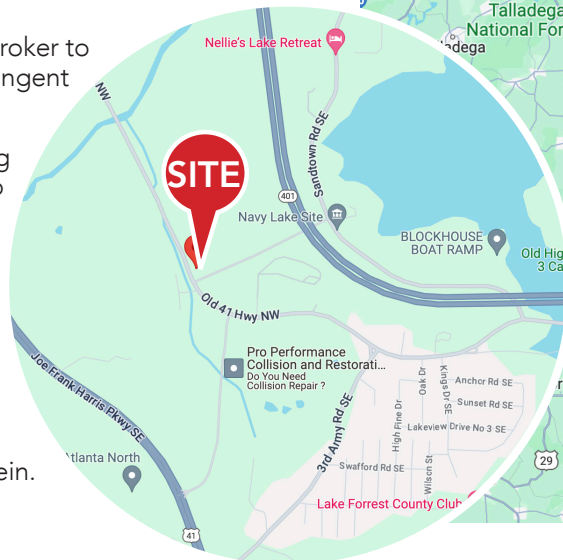 Talladega
National For
ladega
roker to
ngent
g
ein.
Nellie's Lake Retreat
NW
SITE
Sandtown Rd SE
401
Navy Lake Site
BLOCKHOUSE
BOAT RAMP
Old Hig
3 Ca
Old 41 Hwy NW
Pro Performance
Collision and Restorati...
Do You Need
Collision Repair ?
Joe Frank Harris Pkwy SE
Atlanta North
41
3rd Army Rd SE
Oak Dr
Kings Dr SE
Anchor Rd SE
Sunset Rd SE
High Pine Dr
Lakeview Drive No 3 SE
Swafford Rd SE
Wilson St
Lake Forrest County Club
29